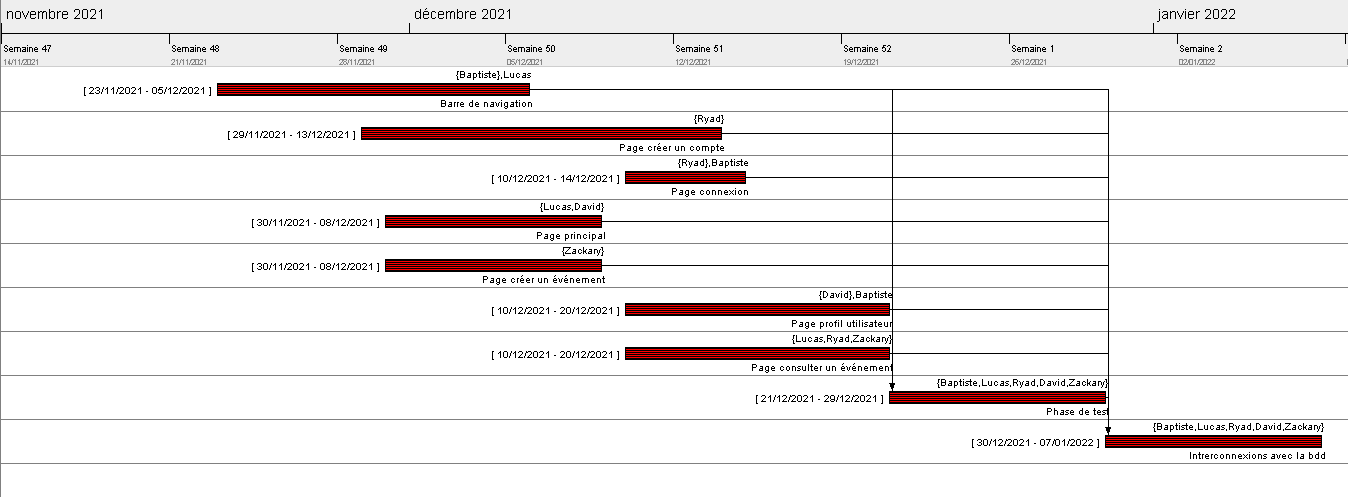 novembre 2021 décembre 2021 janvier 2022
Semaine 47 Semaine 48 Semaine 49 Semaine 50 Semaine 51 Semaine 52 Semaine 1 Semaine 2
14/11/2021 21/11/2021 28/11/2021 05/12/2021 12/12/2021 19/12/2021 26/12/2021 02/01/2022
{Baptiste},Lucas
[ 23/11/2021 - 05/12/2021 ]
Barre de navigation
{Ryad}
[ 29/11/2021 - 13/12/2021 ]
Page créer un compte
{Ryad},Baptiste
[ 10/12/2021 - 14/12/2021 ]
Page connexion
{Lucas,David}
[ 30/11/2021 - 08/12/2021 ]
Page principal
{Zackary}
[ 30/11/2021 - 08/12/2021 ]
Page créer un événement
{David},Baptiste
[ 10/12/2021 - 20/12/2021 ]
Page profil utilisateur
{Lucas,Ryad,Zackary}
[ 10/12/2021 - 20/12/2021 ]
Page consulter un événement
{Baptiste,Lucas,Ryad,David,Zackary}
[ 21/12/2021 - 29/12/2021 ]
Phase de test
{Baptiste,Lucas,Ryad,David,Zackary}
[ 30/12/2021 - 07/01/2022 ]
Interconnexions avec la bdd